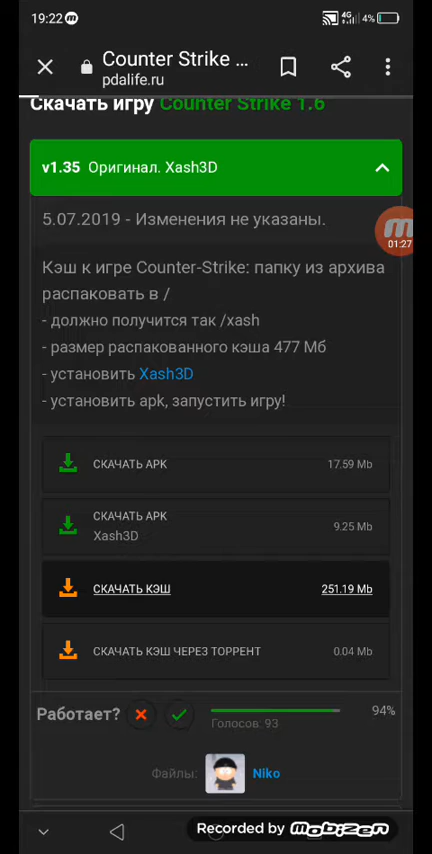 19:22 4G 4%
Counter Strike ...
pdalife.ru
Скачать игру Counter Strike 1.6
v1.35 Оригинал. Xash3D
5.07.2019 - Изменения не указаны.
01:27
Кэш к игре Counter-Strike: папку из архива
распаковать в /
- должно получится так /xash
- размер распакованного кэша 477 Мб
- установить Xash3D
- установить apk, запустить игру!
СКАЧАТЬ APK 17.59 Mb
СКАЧАТЬ APK
Xash3D 9.25 Mb
СКАЧАТЬ КЭШ 251.19 Mb
СКАЧАТЬ КЭШ ЧЕРЕЗ ТОРРЕНТ 0.04 Mb
Работает? 94%
Голосов: 93
Файлы: Niko
Recorded by mobizen